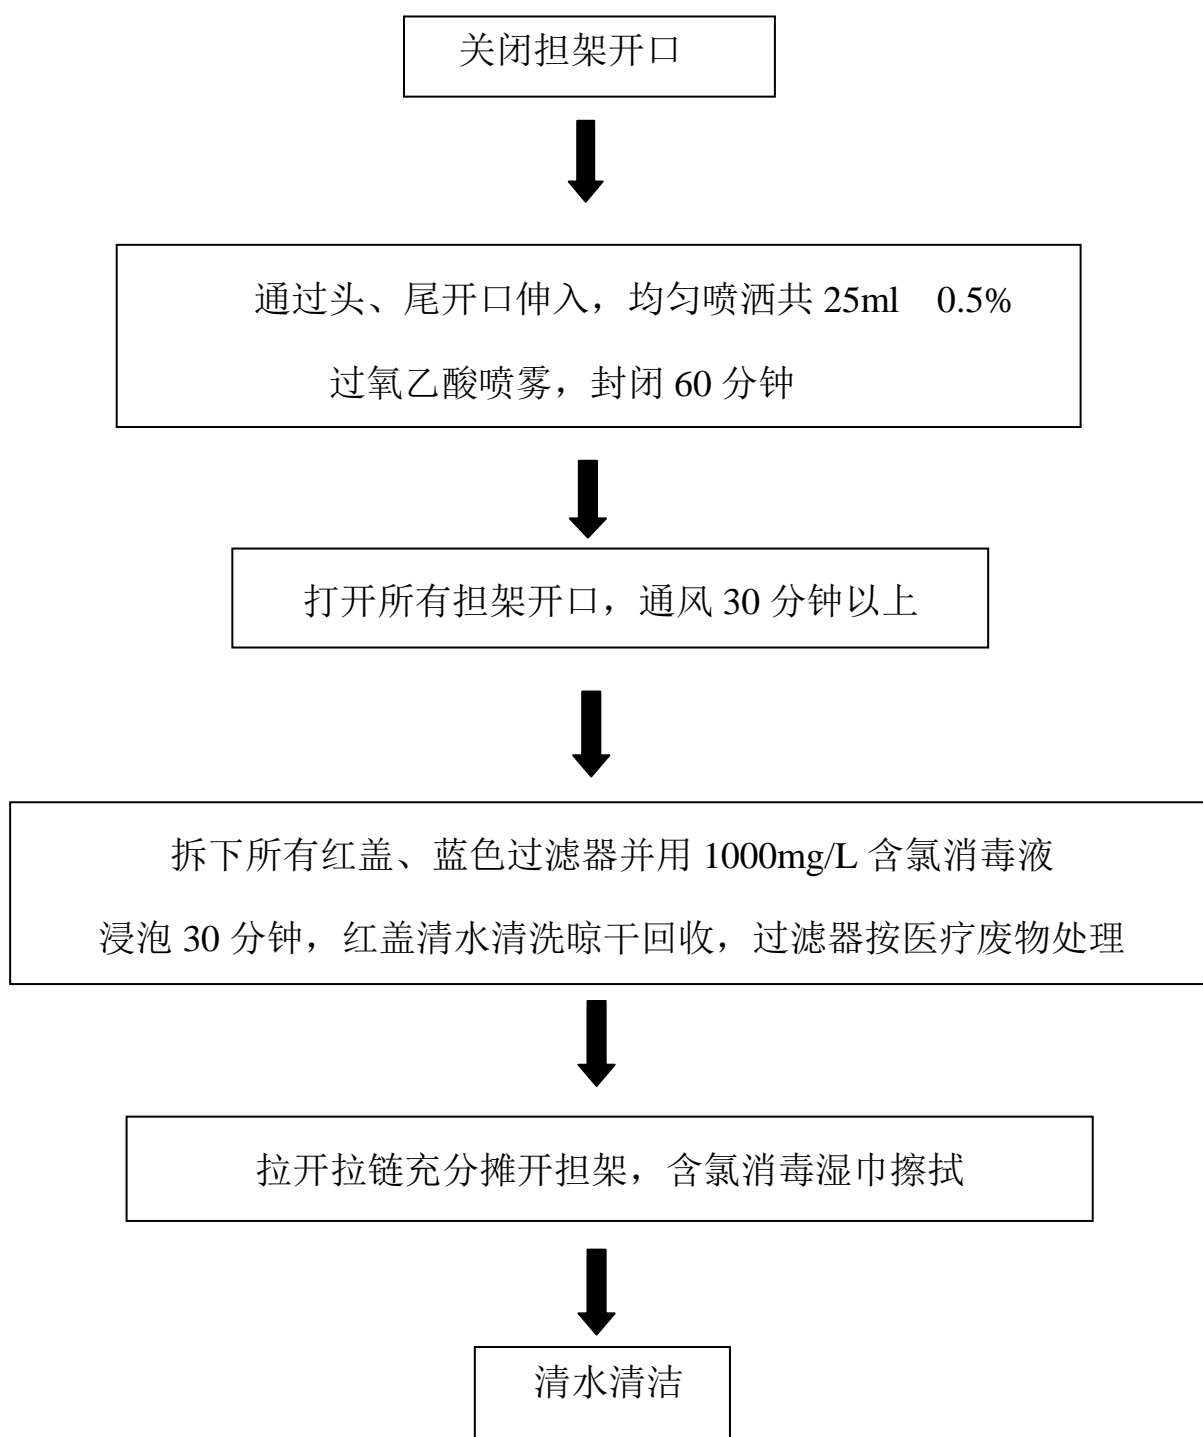 关闭担架开口
通过头、尾开口伸入，均匀喷洒共 25ml 0.5%
过氧乙酸喷雾，封闭 60 分钟
打开所有担架开口，通风 30 分钟以上
拆下所有红盖、蓝色过滤器并用 1000mg/L 含氯消毒液
浸泡 30 分钟，红盖清水清洗晾干回收，过滤器按医疗废物处理
拉开拉链充分摊开担架，含氯消毒湿巾擦拭
清水清洁